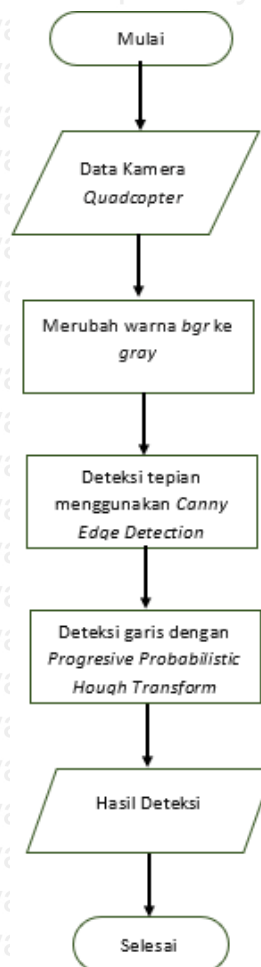 Mulai
Data Kamera
Quadcopter
Merubah warna bgr ke
gray
Deteksi tepian
menggunakan Canny
Edge Detection
Deteksi garis dengan
Progresive Probabilistic
Hough Transform
Hasil Deteksi
Selesai